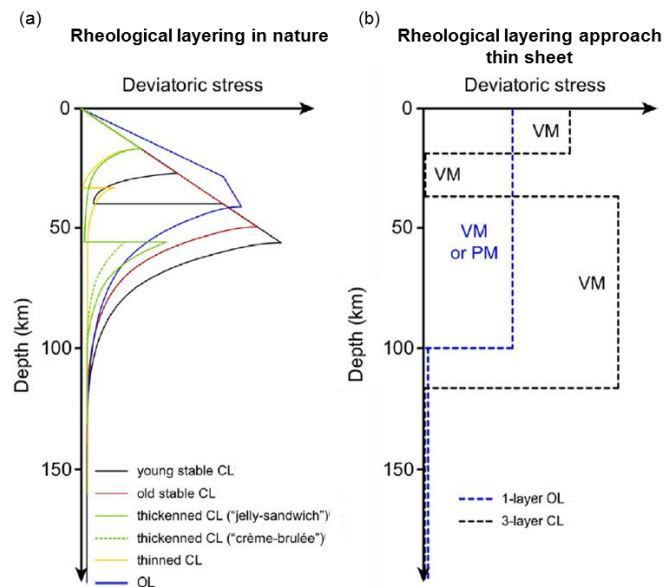 (a)
Rheological layering in nature
Deviatoric stress
0
50
100
150
Depth (km)
young stable CL
old stable CL
thickenned CL ("jelly-sandwich")
thickenned CL ("crème-brulée")
thinned CL
OL
(b)
Rheological layering approach
thin sheet
Deviatoric stress
0
50
100
150
Depth (km)
VM
VM
VM
or PM
VM
1-layer OL
3-layer CL